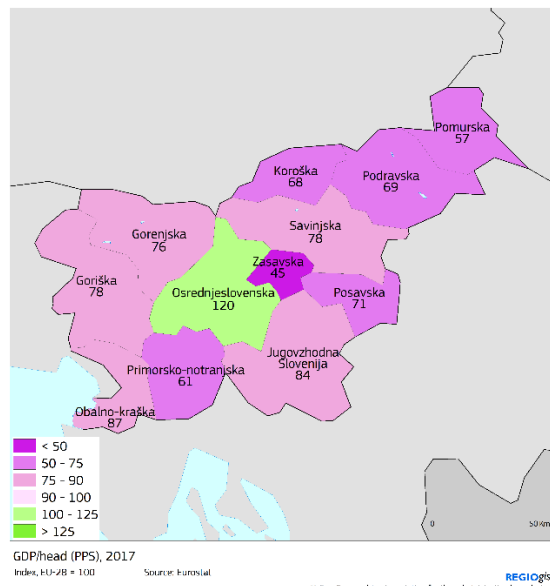 Pomurska
57
Koroška
68
Podravska
69
Gorenjska
76
Savinjska
78
Zasavska
45
Goriška
78
Osrednjeslovenska
120
Posavska
71
Jugovzhodna
Slovenija
84
Primorsko-notranjska
61
Obalno-kraška
87
< 50
50 - 75
75 - 90
90 - 100
100 - 125
> 125
0 50 Km
GDP/head (PPS), 2017
Index, EU-28 = 100 Source: Eurostat
REGIOgis